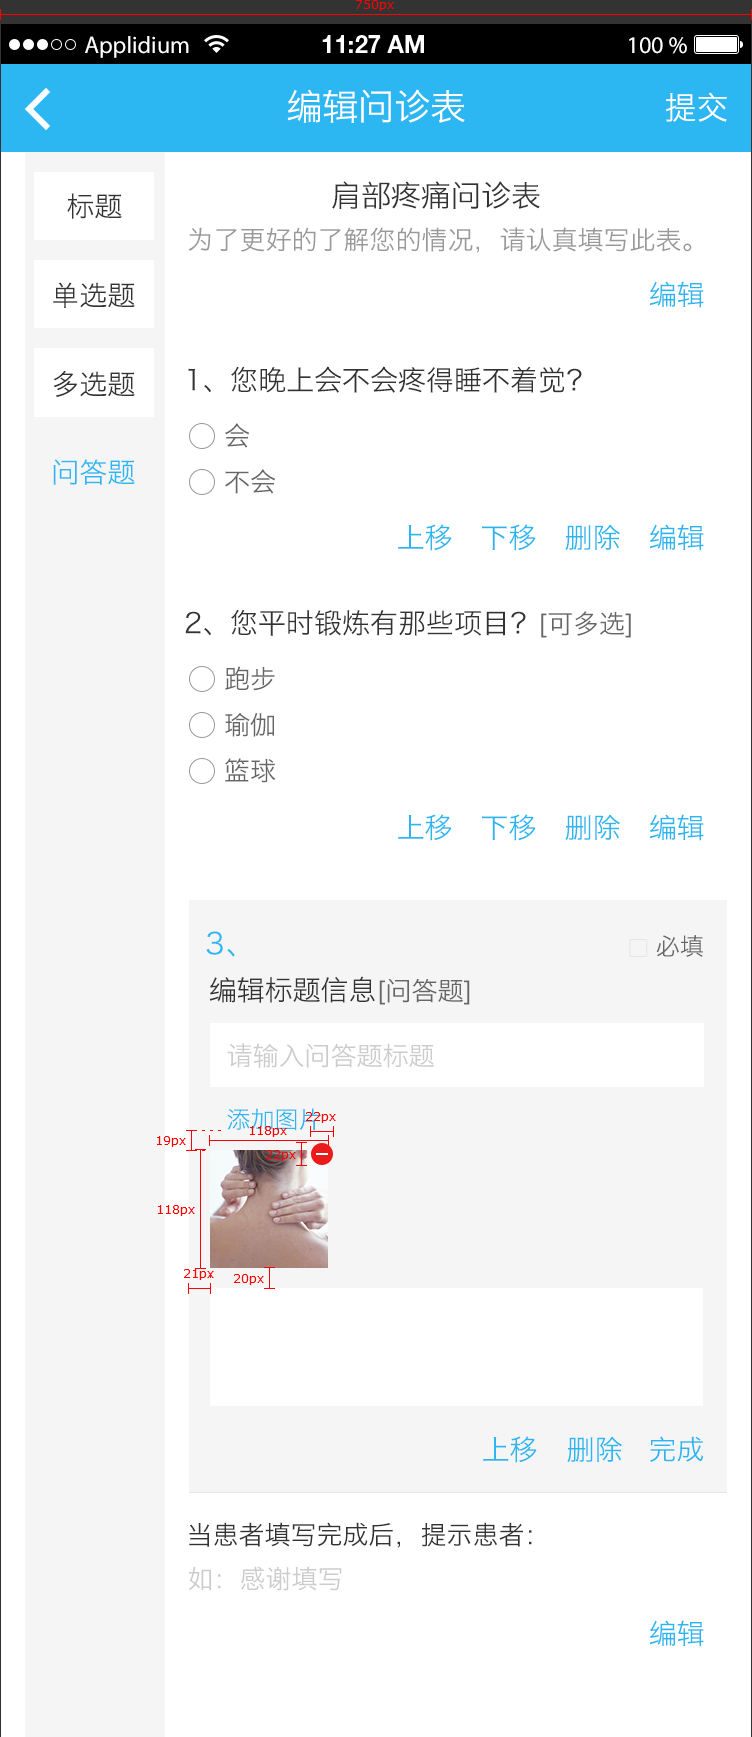 750px
Applidium 11:27 AM 100 %
编辑问诊表 提交
标题
单选题
多选题
问答题
肩部疼痛问诊表
为了更好的了解您的情况，请认真填写此表。
编辑
1、您晚上会不会疼得睡不着觉？
会
不会
上移 下移 删除 编辑
2、您平时锻炼有那些项目？[可多选]
跑步
瑜伽
篮球
上移 下移 删除 编辑
3、 必填
编辑标题信息[问答题]
请输入问答题标题
添加图片
22px
118px
19px
22px
118px
21px
20px
上移 删除 完成
当患者填写完成后，提示患者：
如：感谢填写
编辑